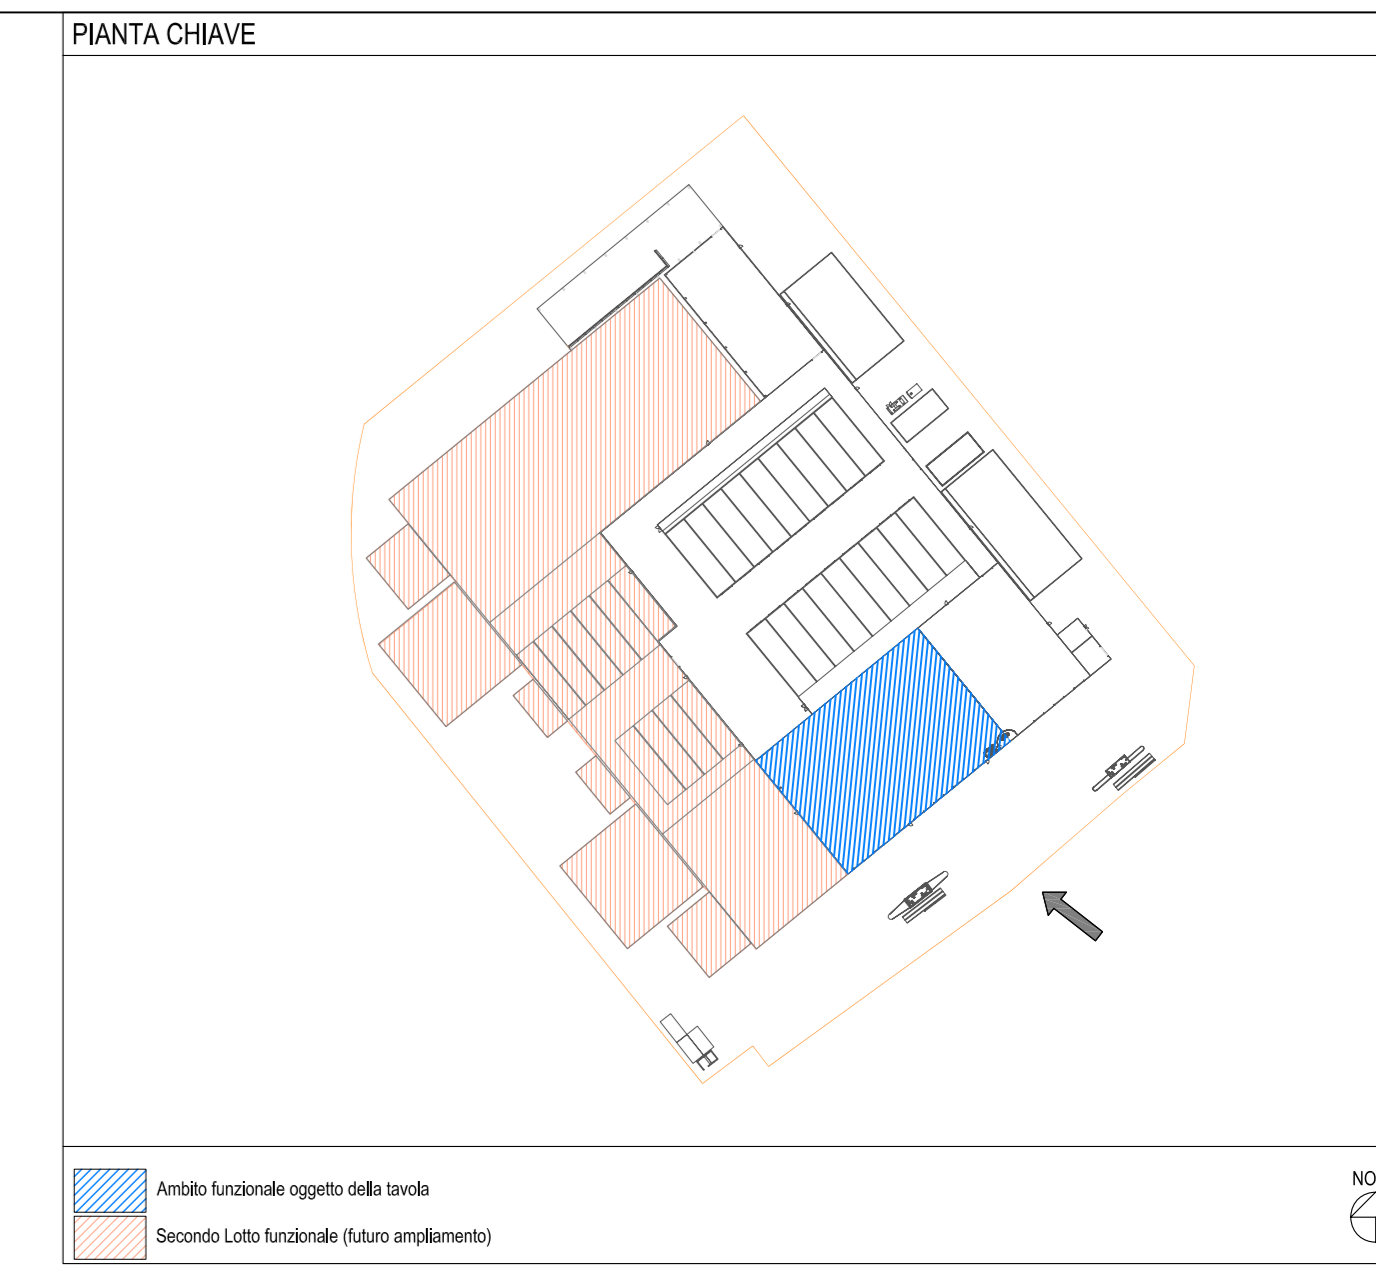 PIANTA CHIAVE
Ambito funzionale oggetto della tavola
NO
Secondo Lotto funzionale (futuro ampliamento)